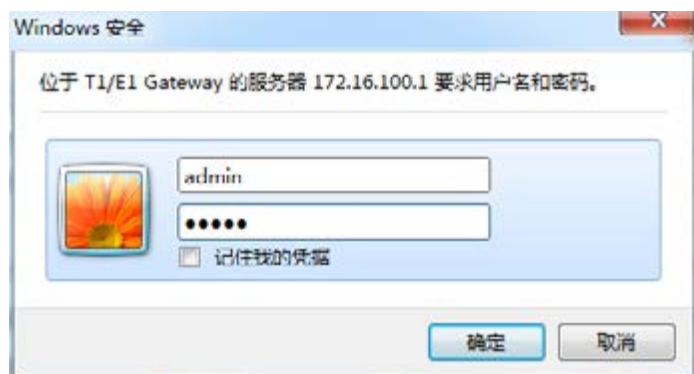 Windows 安全
位于 T1/E1 Gateway 的服务器 172.16.100.1 要求用户名和密码。
admin
●●●●●
记住我的凭据
确定
取消